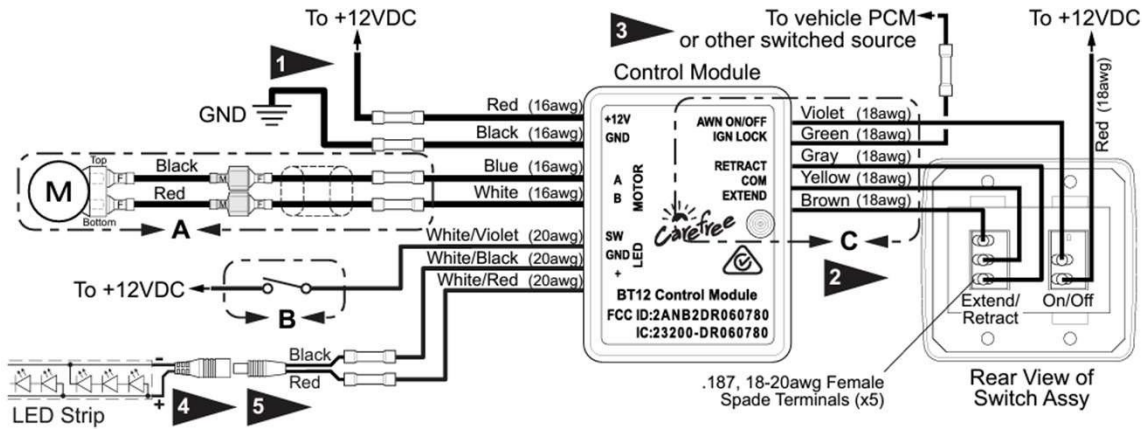 To +12VDC
1
GND
Red (16awg)
Black (16awg)
Blue (16awg)
White (16awg)
Top
Black
Red
Bottom
M
F
M
F
F
M
F
A
White/Violet (20awg)
White/Black (20awg)
White/Red (20awg)
To +12VDC
B
Black
Red
-
+
LED Strip
4
5
3
To vehicle PCM
or other switched source
Control Module
+12V
GND
A
B
MOTOR
SW
GND
+
LED
AWN ON/OFF
IGN LOCK
RETRACT
COM
EXTEND
Carefree
BT12 Control Module
FCC ID:2ANB2DR060780
IC:23200-DR060780
Violet (18awg)
Green (18awg)
Gray (18awg)
Yellow (18awg)
Brown (18awg)
C
2
To +12VDC
Red (18awg)
Extend/
Retract
On/Off
.187, 18-20awg Female
Spade Terminals (x5)
Rear View of
Switch Assy